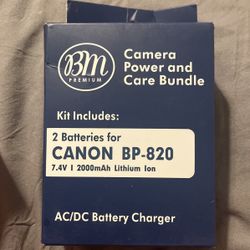 BM
PREMIUM
Camera
Power and
Care Bundle
Kit Includes:
2 Batteries for
CANON BP-820
7.4V I 2000mAh Lithium Ion
AC/DC Battery Charger